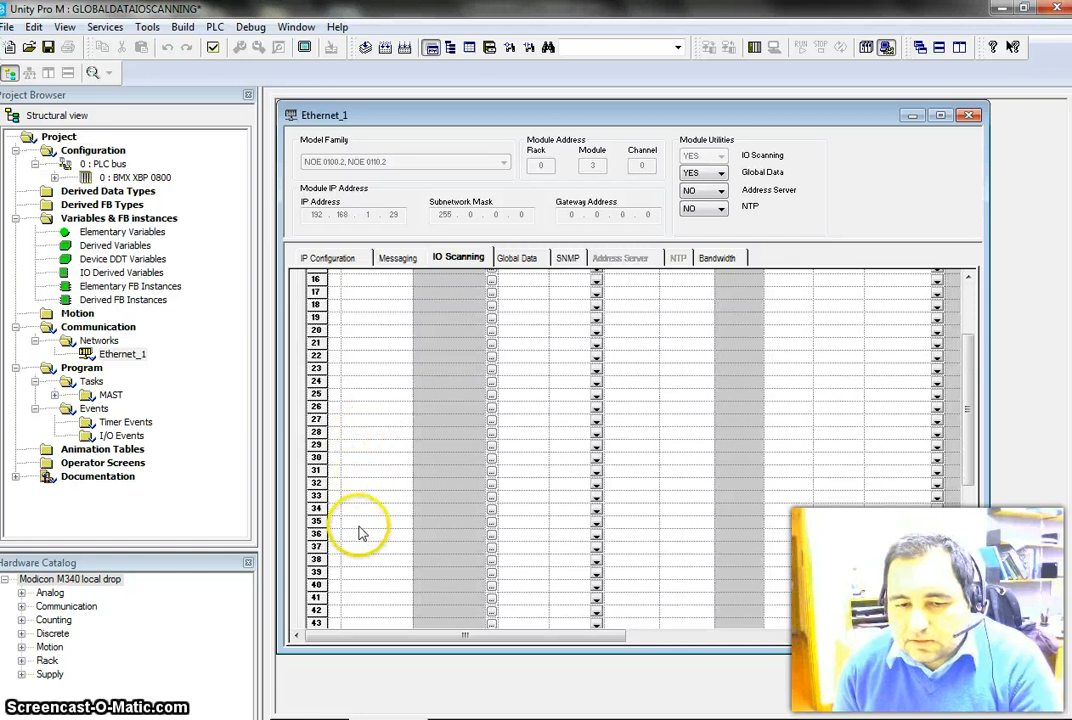 Unity Pro M : GLOBALDATAIOSCANNING*
File Edit View Services Tools Build PLC Debug Window Help
Project Browser
Structural view
Project
Configuration
0 : PLC bus
0 : BMX XBP 0800
Derived Data Types
Derived FB Types
Variables & FB instances
Elementary Variables
Derived Variables
Device DDT Variables
IO Derived Variables
Elementary FB Instances
Derived FB Instances
Motion
Communication
Networks
Ethernet_1
Program
Tasks
MAST
Events
Timer Events
I/O Events
Animation Tables
Operator Screens
Documentation
Hardware Catalog
Modicon M340 local drop
Analog
Communication
Counting
Discrete
Motion
Rack
Supply
Ethernet_1
Model Family
NOE 0100.2, NOE 0110.2
Module Address
Rack Module Channel
0 3 0
Module Utilities
YES IO Scanning
YES Global Data
NO Address Server
NO NTP
Module IP Address
IP Address Subnetwork Mask Gateway Address
192 . 168 . 1 . 29 255 . 0 . 0 . 0 0 . 0 . 0 . 0
IP Configuration Messaging IO Scanning Global Data SNMP Address Server NTP Bandwidth
16
17
18
19
20
21
22
23
24
25
26
27
28
29
30
31
32
33
34
35
36
37
38
39
40
41
42
43
Screencast-O-Matic.com